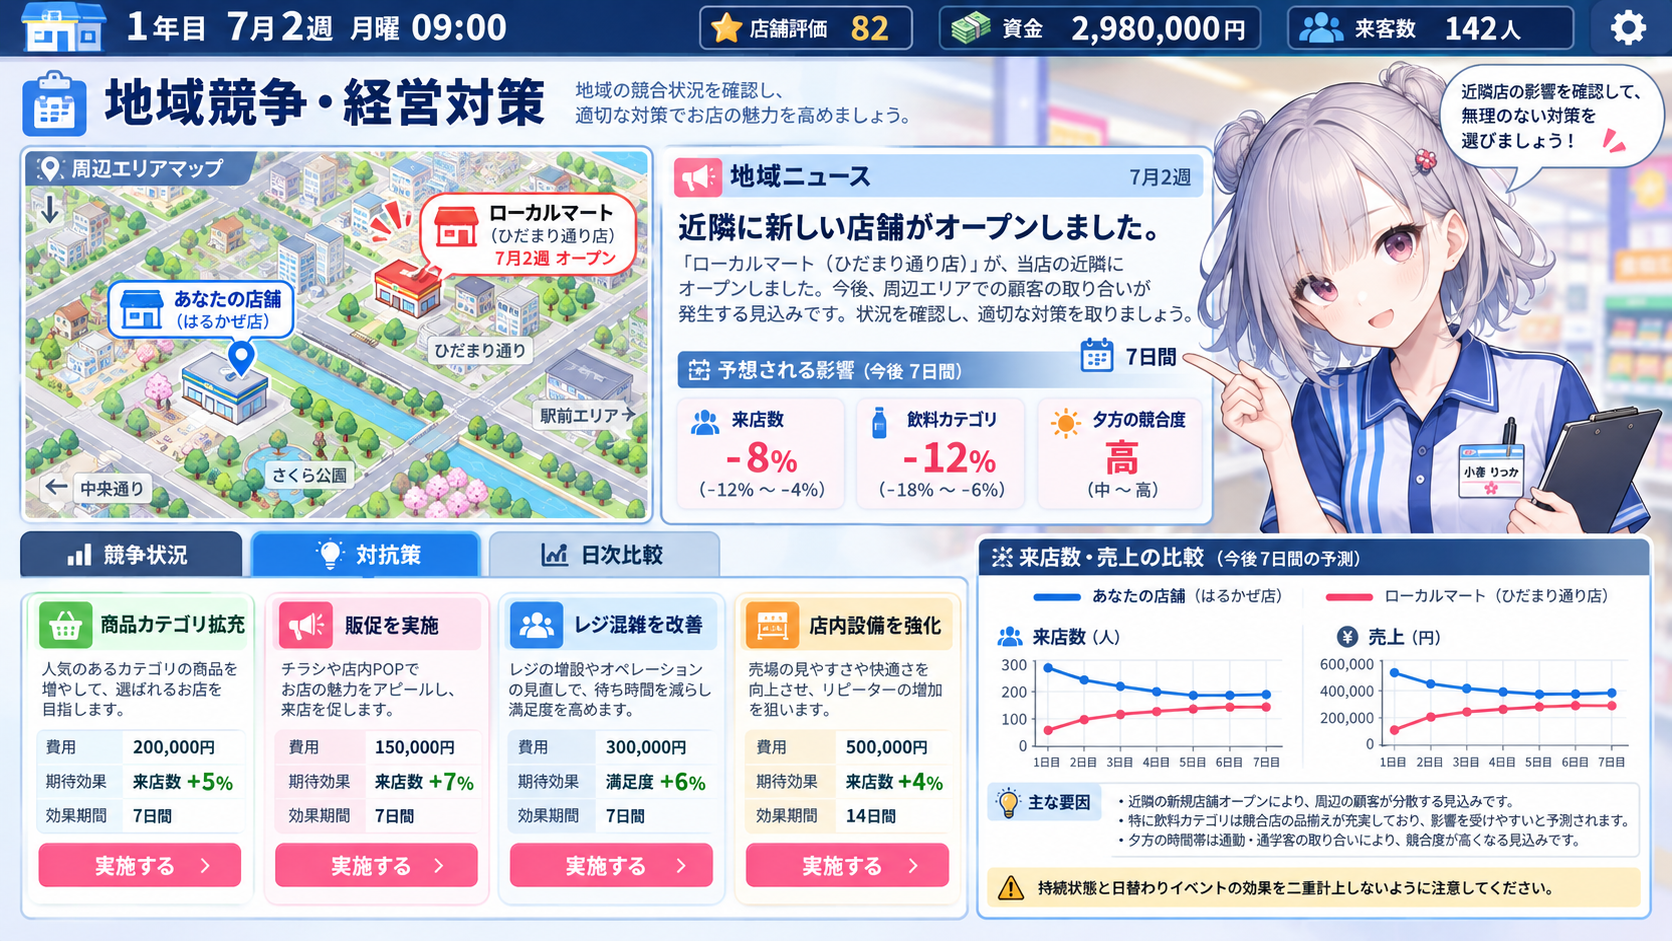 1年目 7月2週 月曜 09:00
店舗評価 82
資金 2,980,000円
来客数 142人
地域競争・経営対策
地域の競合状況を確認し、
適切な対策でお店の魅力を高めましょう。
近隣店の影響を確認して、
無理のない対策を
選びましょう!
周辺エリアマップ
ローカルマート
(ひだまり通り店)
7月2週 オープン
あなたの店舗
(はるかぜ店)
ひだまり通り
駅前エリア→
さくら公園
← 中央通り
地域ニュース 7月2週
近隣に新しい店舗がオープンしました。
「ローカルマート(ひだまり通り店)」が、当店の近隣に
オープンしました。今後、周辺エリアでの顧客の取り合いが
発生する見込みです。状況を確認し、適切な対策を取りましょう。
予想される影響(今後 7日間)
7日間
来店数
-8%
(-12% ~ -4%)
飲料カテゴリ
-12%
(-18% ~ -6%)
夕方の競合度
高
(中 ~ 高)
小春 りっか
競争状況
対抗策
日次比較
商品カテゴリ拡充
人気のあるカテゴリの商品を
増やして、選ばれるお店を
目指します。
費用 200,000円
期待効果 来店数 +5%
効果期間 7日間
実施する >
販促を実施
チラシや店内POPで
お店の魅力をアピールし、
来店を促します。
費用 150,000円
期待効果 来店数 +7%
効果期間 7日間
実施する >
レジ混雑を改善
レジの増設やオペレーション
の見直しで、待ち時間を減らし
満足度を高めます。
費用 300,000円
期待効果 満足度 +6%
効果期間 7日間
実施する >
店内設備を強化
売場の見やすさや快適さを
向上させ、リピーターの増加
を狙います。
費用 500,000円
期待効果 来店数 +4%
効果期間 14日間
実施する >
来店数・売上の比較(今後 7日間の予測)
あなたの店舗(はるかぜ店)
ローカルマート(ひだまり通り店)
来店数(人)
300
200
100
0
1日目 2日目 3日目 4日目 5日目 6日目 7日目
売上(円)
600,000
400,000
200,000
0
1日目 2日目 3日目 4日目 5日目 6日目 7日目
主な要因
・近隣の新規店舗オープンにより、周辺の顧客が分散する見込みです。
・特に飲料カテゴリは競合店の品揃えが充実しており、影響を受けやすいと予測されます。
・夕方の時間帯は通勤・通学客の取り合いにより、競合度が高くなる見込みです。
持続状態と日替わりイベントの効果を二重計上しないように注意してください。